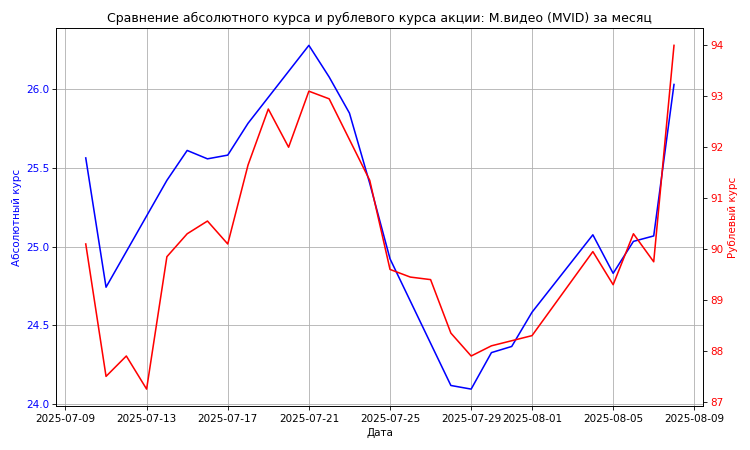 Сравнение абсолютного курса и рублевого курса акции: М.видео (MVID) за месяц
26.0
25.5
25.0
24.5
24.0
Абсолютный курс
94
93
92
91
90
89
88
87
Рублевый курс
2025-07-09 2025-07-13 2025-07-17 2025-07-21 2025-07-25 2025-07-29 2025-08-01 2025-08-05 2025-08-09
Дата